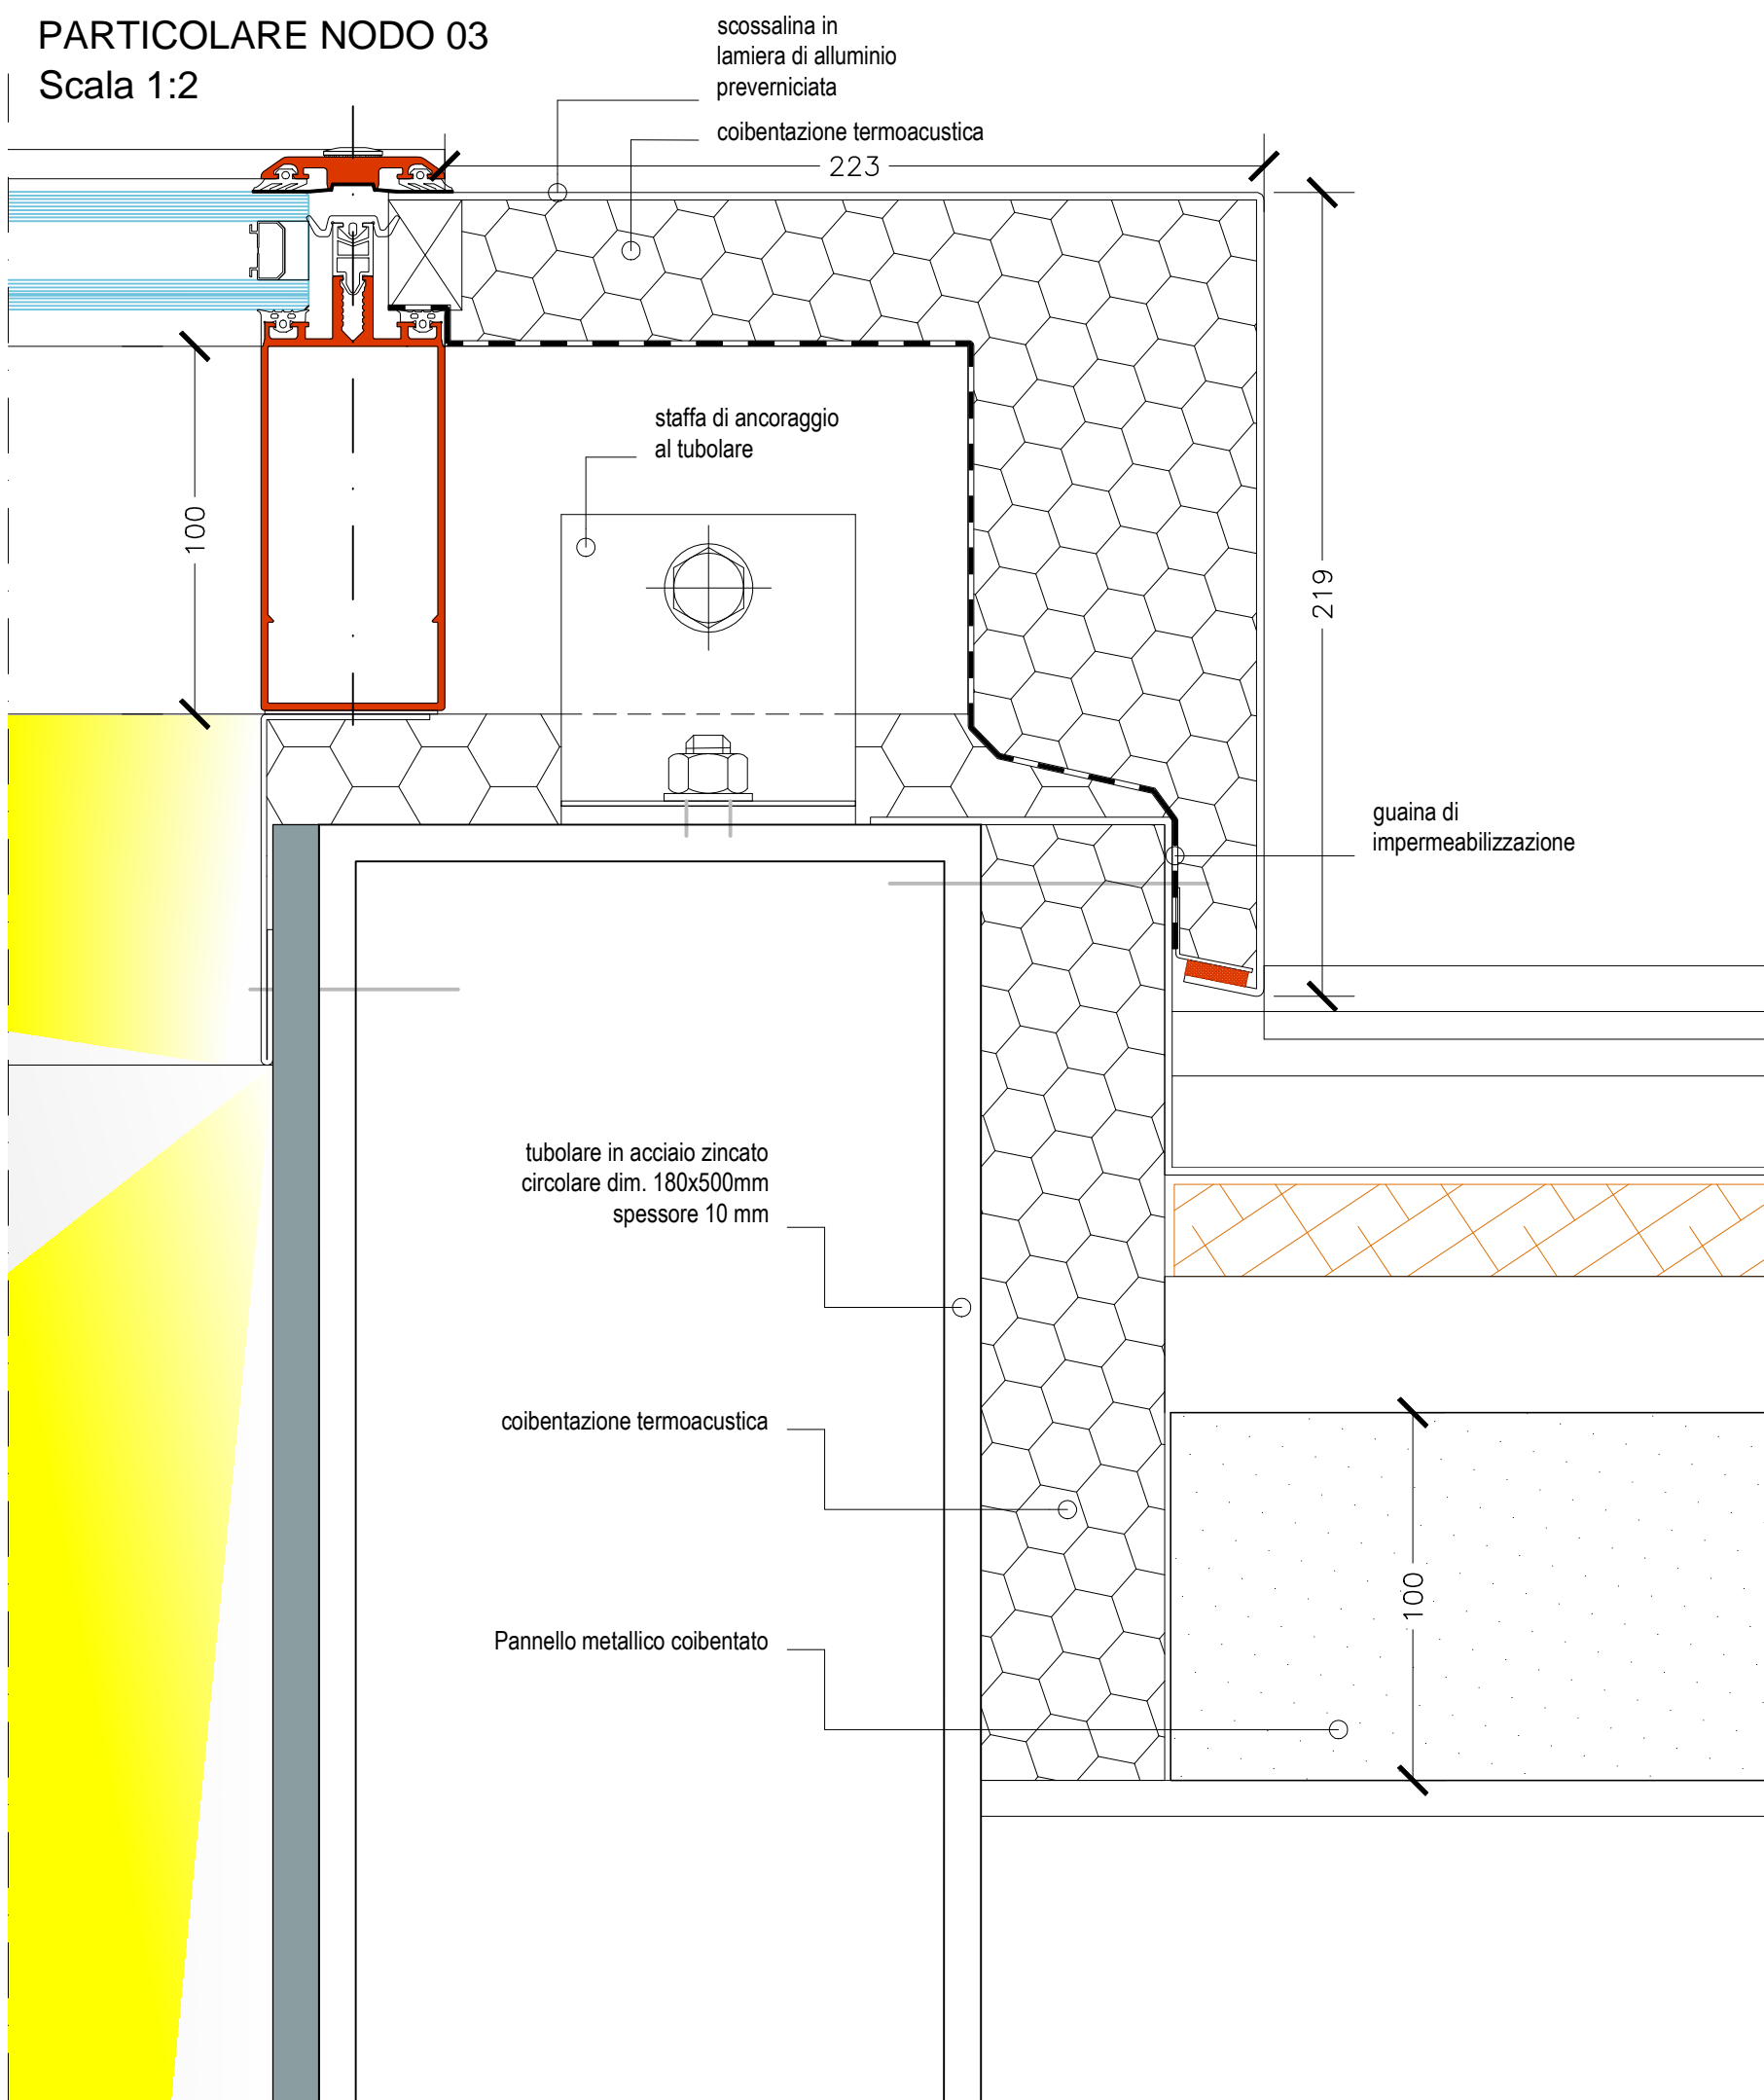 PARTICOLARE NODO 03
Scala 1:2
scossalina in
lamiera di alluminio
preverniciata
coibentazione termoacustica
223
staffa di ancoraggio
al tubolare
100
219
guaina di
impermeabilizzazione
tubolare in acciaio zincato
circolare dim. 180x500mm
spessore 10 mm
coibentazione termoacustica
100
Pannello metallico coibentato